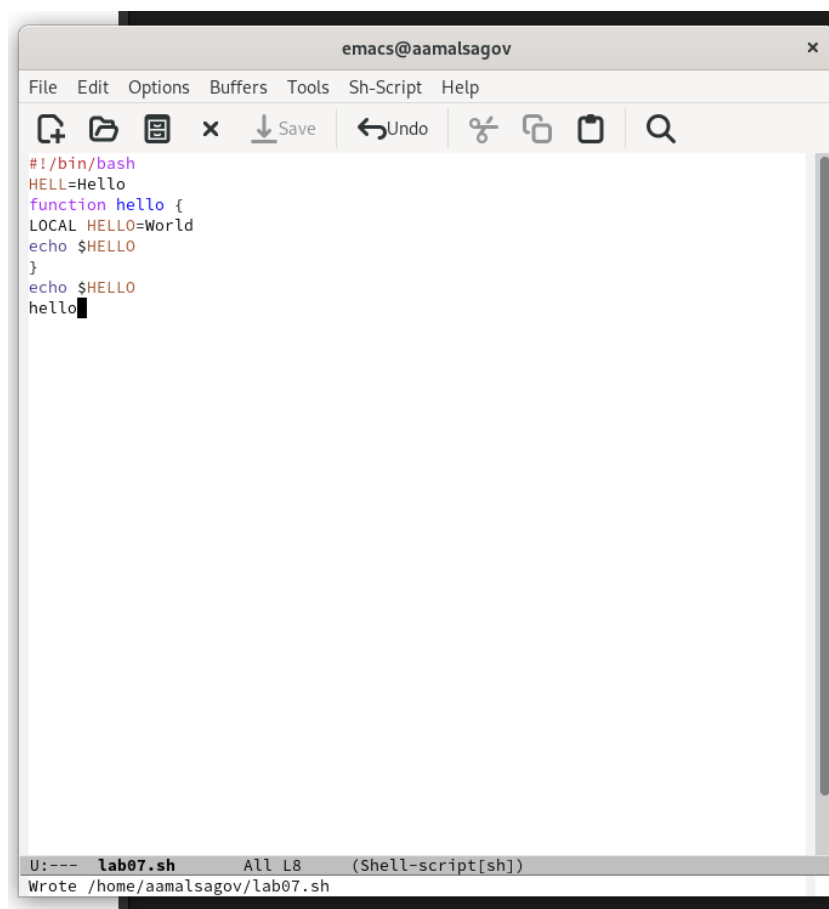 emacs@aamalsagov ×
File Edit Options Buffers Tools Sh-Script Help
Save Undo
#!/bin/bash
HELL=Hello
function hello {
LOCAL HELLO=World
echo $HELLO
}
echo $HELLO
hello
U:--- lab07.sh All L8 (Shell-script[sh])
Wrote /home/aamalsagov/lab07.sh